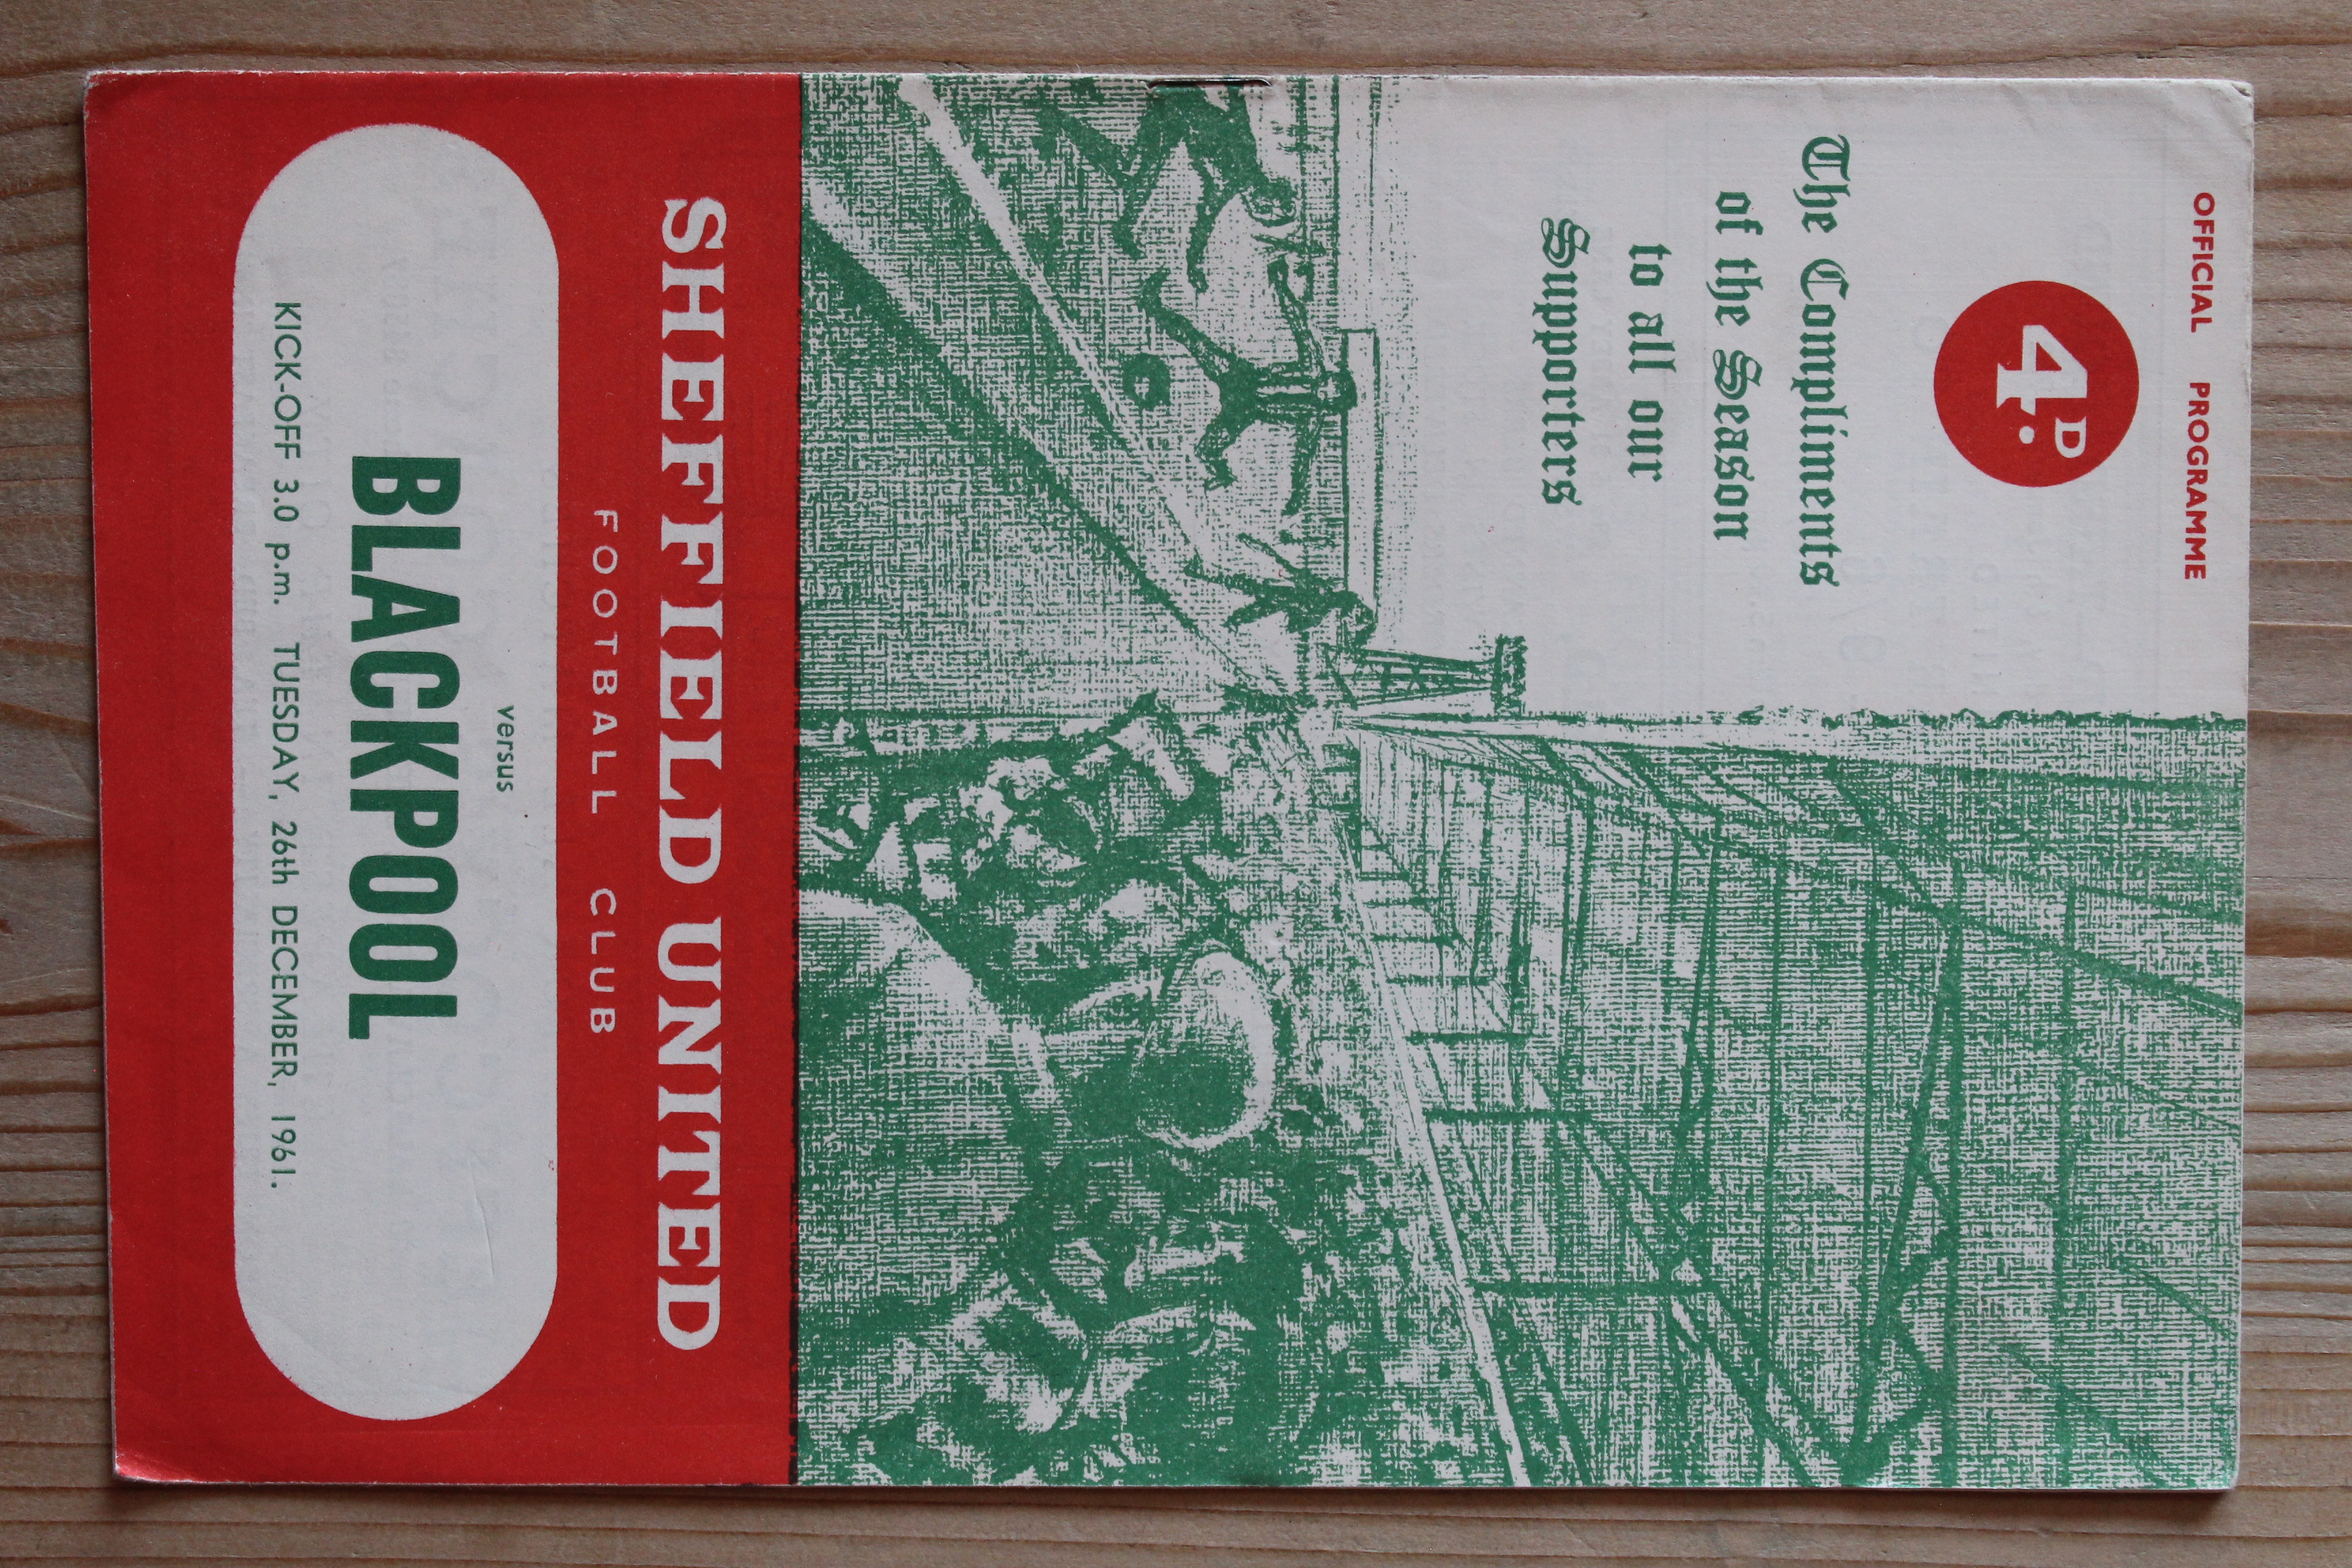 OFFICIAL PROGRAMME
4D.
The Compliments
of the Season
to all our
Supporters
SHEFFIELD UNITED
FOOTBALL CLUB
versus
BLACKPOOL
KICK-OFF 3.0 p.m. TUESDAY, 26th DECEMBER, 1961.